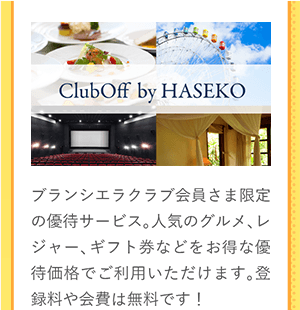 ClubOff by HASEKO
ブランシエラクラブ会員さま限定
の優待サービス。人気のグルメ、レ
ジャー、ギフト券などをお得な優
待価格でご利用いただけます。登
録料や会費は無料です！